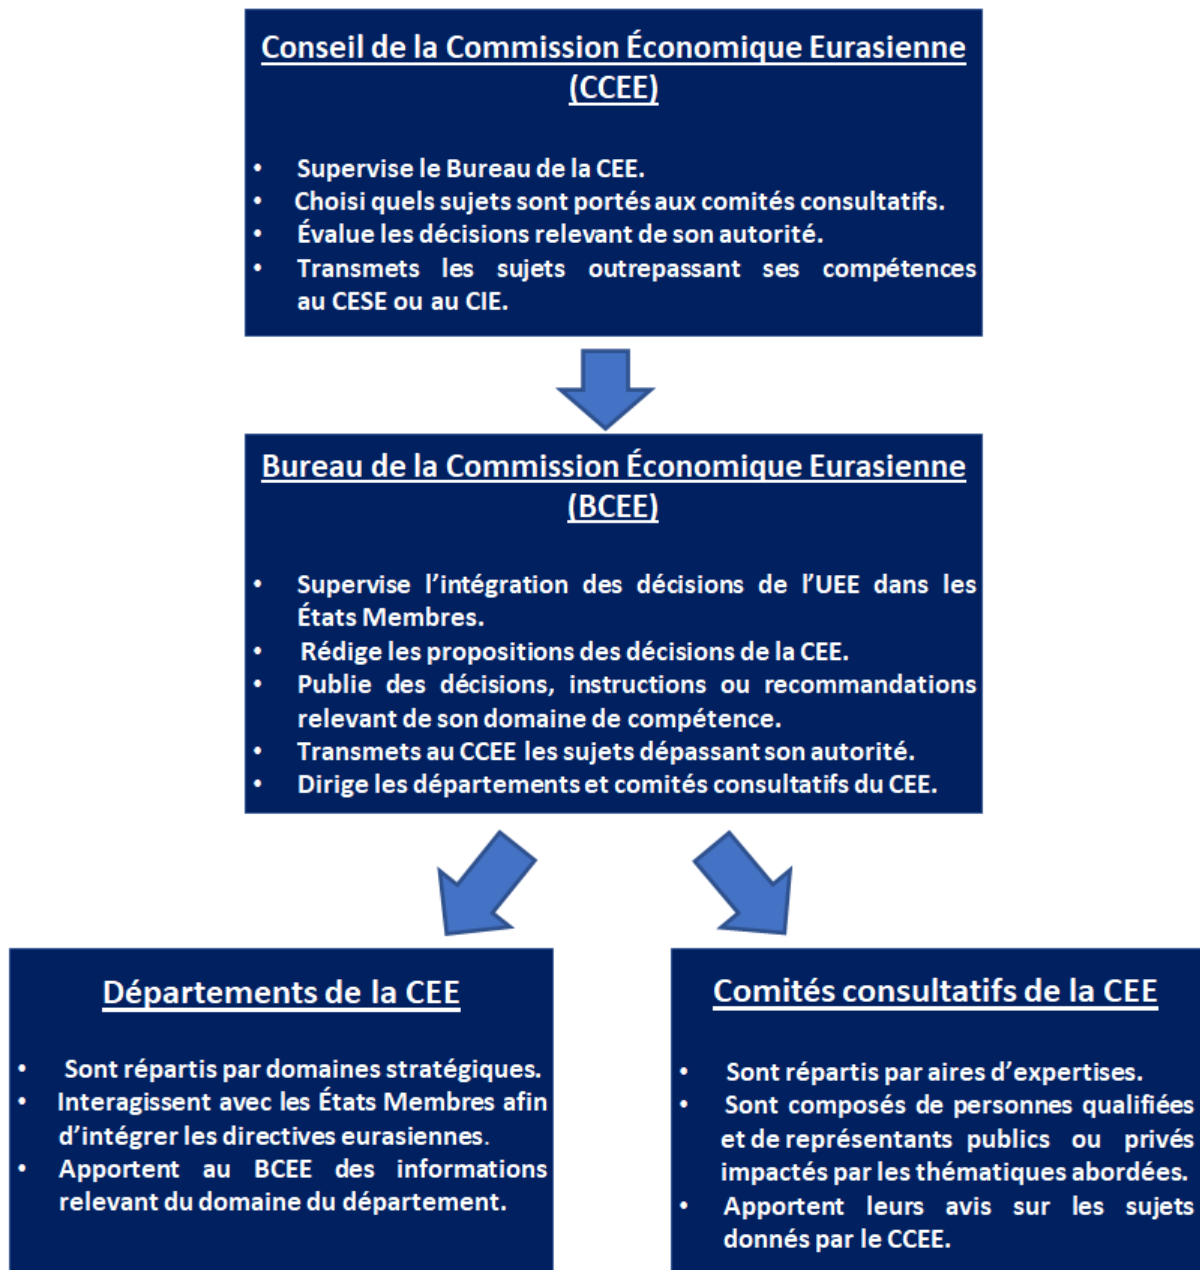 Conseil de la Commission Économique Eurasienne
(CCEE)
• Supervise le Bureau de la CEE.
• Choisi quels sujets sont portés aux comités consultatifs.
• Évalue les décisions relevant de son autorité.
• Transmets les sujets outrepassant ses compétences
au CESE ou au CIE.
Bureau de la Commission Économique Eurasienne
(BCEE)
• Supervise l’intégration des décisions de l’UEE dans les
États Membres.
• Rédige les propositions des décisions de la CEE.
• Publie des décisions, instructions ou recommandations
relevant de son domaine de compétence.
• Transmets au CCEE les sujets dépassant son autorité.
• Dirige les départements et comités consultatifs du CEE.
Départements de la CEE
• Sont répartis par domaines stratégiques.
• Interagissent avec les États Membres afin
d’intégrer les directives eurasiennes.
• Apportent au BCEE des informations
relevant du domaine du département.
Comités consultatifs de la CEE
• Sont répartis par aires d’expertises.
• Sont composés de personnes qualifiées
et de représentants publics ou privés
impactés par les thématiques abordées.
• Apportent leurs avis sur les sujets
donnés par le CCEE.